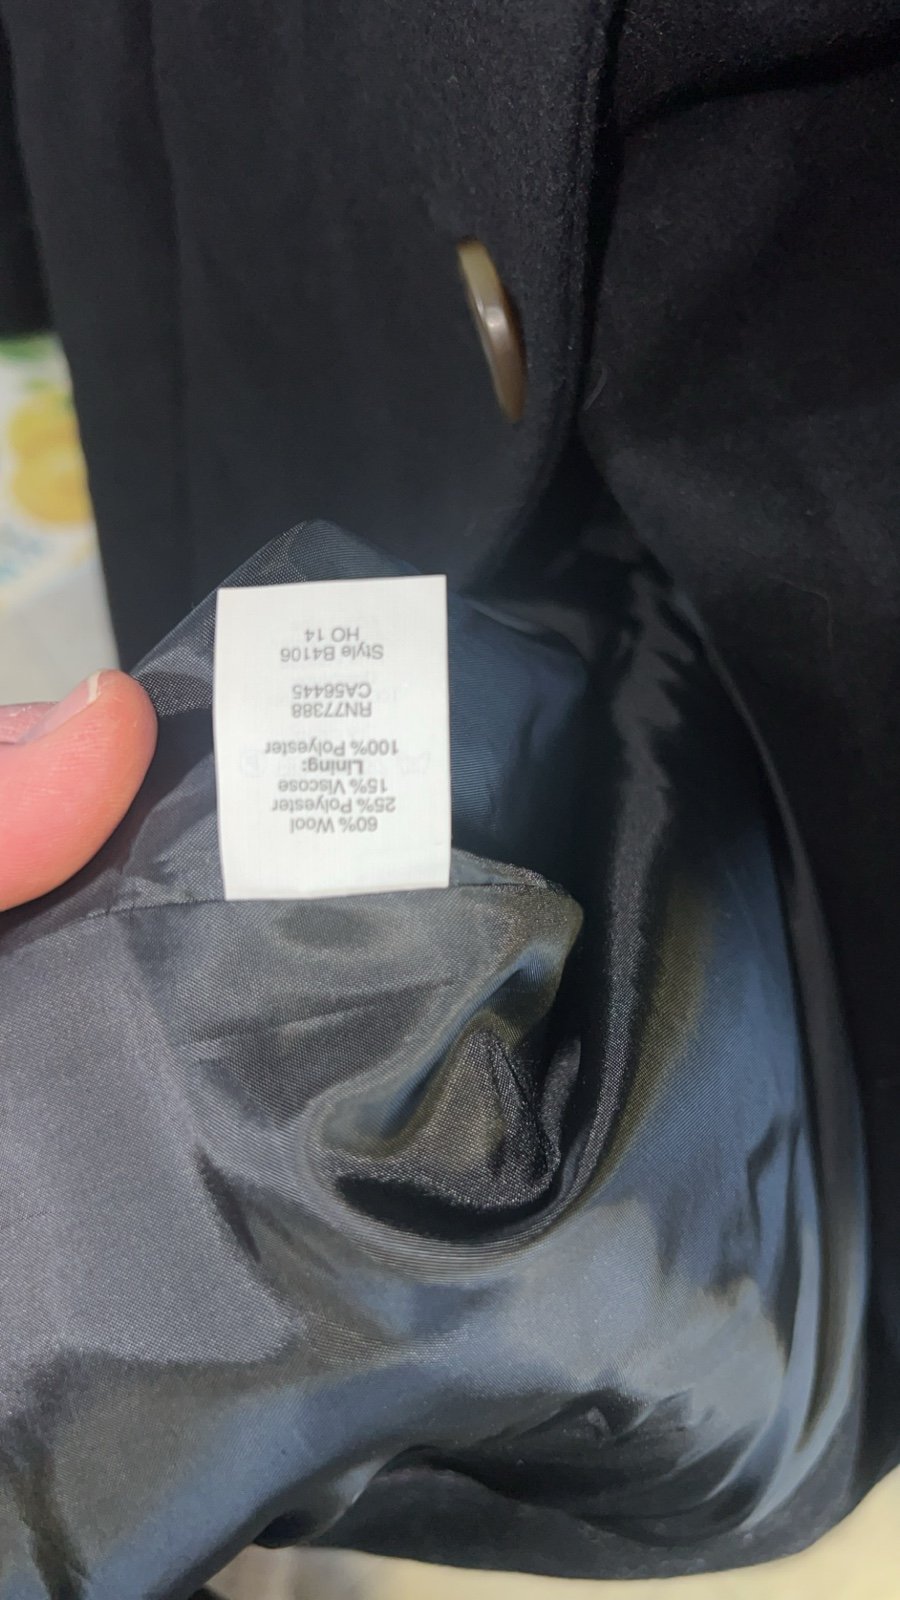 60% Wool
25% Polyester
15% Viscose
Lining:
100% Polyester
RN77388
CA56445
Style B4106
HO 14